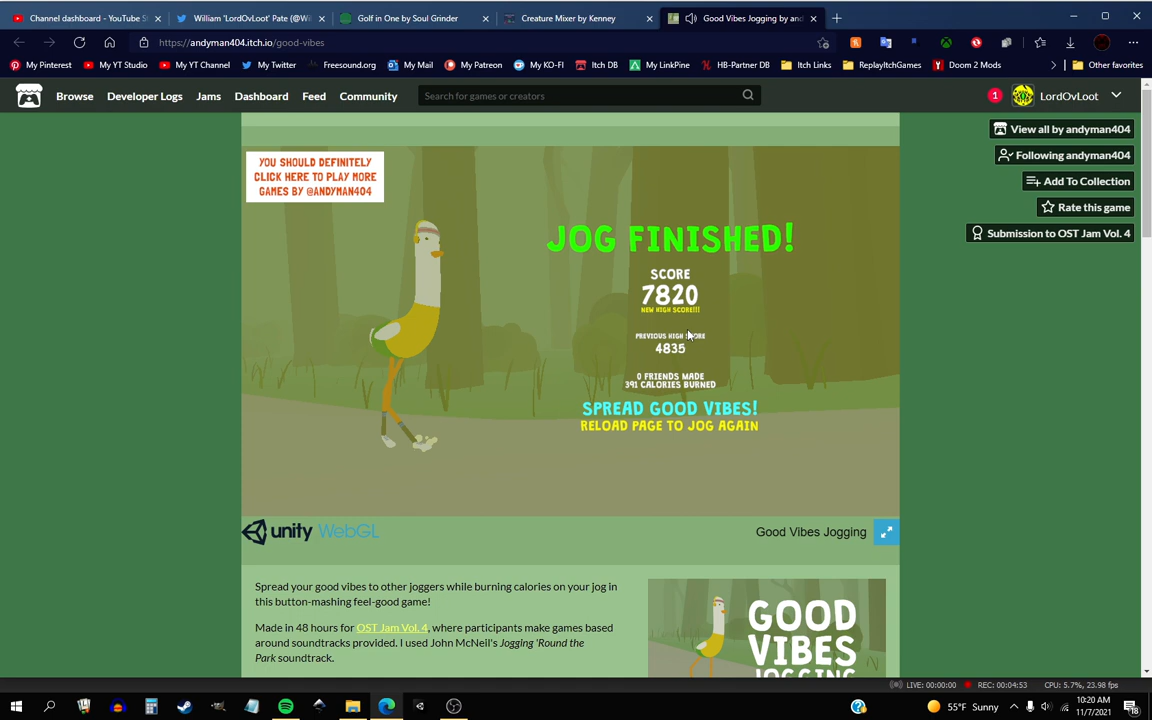 Channel dashboard - YouTube St
William 'LordOvLoot' Pate (@Wi
Golf in One by Soul Grinder
Creature Mixer by Kenney
Good Vibes Jogging by and
https://andyman404.itch.io/good-vibes
My Pinterest
My YT Studio
My YT Channel
My Twitter
Freesound.org
My Mail
My Patreon
My KO-FI
Itch DB
My LinkPine
HB-Partner DB
Itch Links
ReplayItchGames
Doom 2 Mods
Other favorites
Browse
Developer Logs
Jams
Dashboard
Feed
Community
Search for games or creators
1
LordOvLoot
View all by andyman404
Following andyman404
Add To Collection
Rate this game
Submission to OST Jam Vol. 4
YOU SHOULD DEFINITELY
CLICK HERE TO PLAY MORE
GAMES BY @ANDYMAN404
JOG FINISHED!
SCORE
7820
NEW HIGH SCORE!!!
PREVIOUS HIGH SCORE
4835
0 FRIENDS MADE
391 CALORIES BURNED
SPREAD GOOD VIBES!
RELOAD PAGE TO JOG AGAIN
unity WebGL
Good Vibes Jogging
Spread your good vibes to other joggers while burning calories on your jog in
this button-mashing feel-good game!
Made in 48 hours for OST Jam Vol. 4, where participants make games based
around soundtracks provided. I used John McNeil's Jogging 'Round the
Park soundtrack.
GOOD
VIBES
JOGGING
LIVE: 00:00:00
REC: 00:04:53
CPU: 5.7%, 23.98 fps
55°F Sunny
10:20 AM
11/7/2021
18